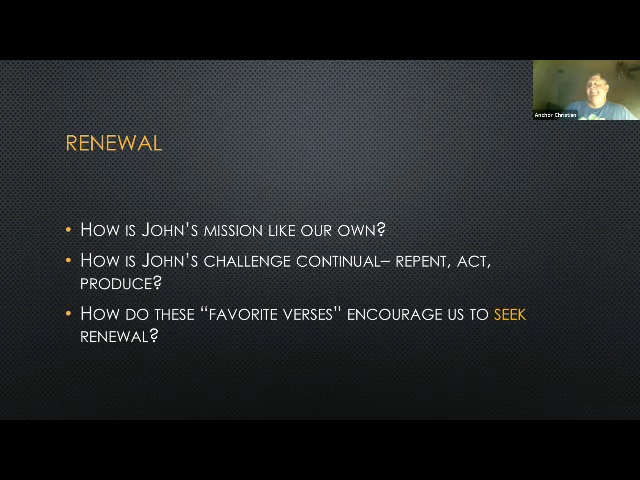 Anchor Christian
RENEWAL
• HOW IS JOHN'S MISSION LIKE OUR OWN?
• HOW IS JOHN'S CHALLENGE CONTINUAL– REPENT, ACT,
PRODUCE?
• HOW DO THESE “FAVORITE VERSES” ENCOURAGE US TO SEEK
RENEWAL?